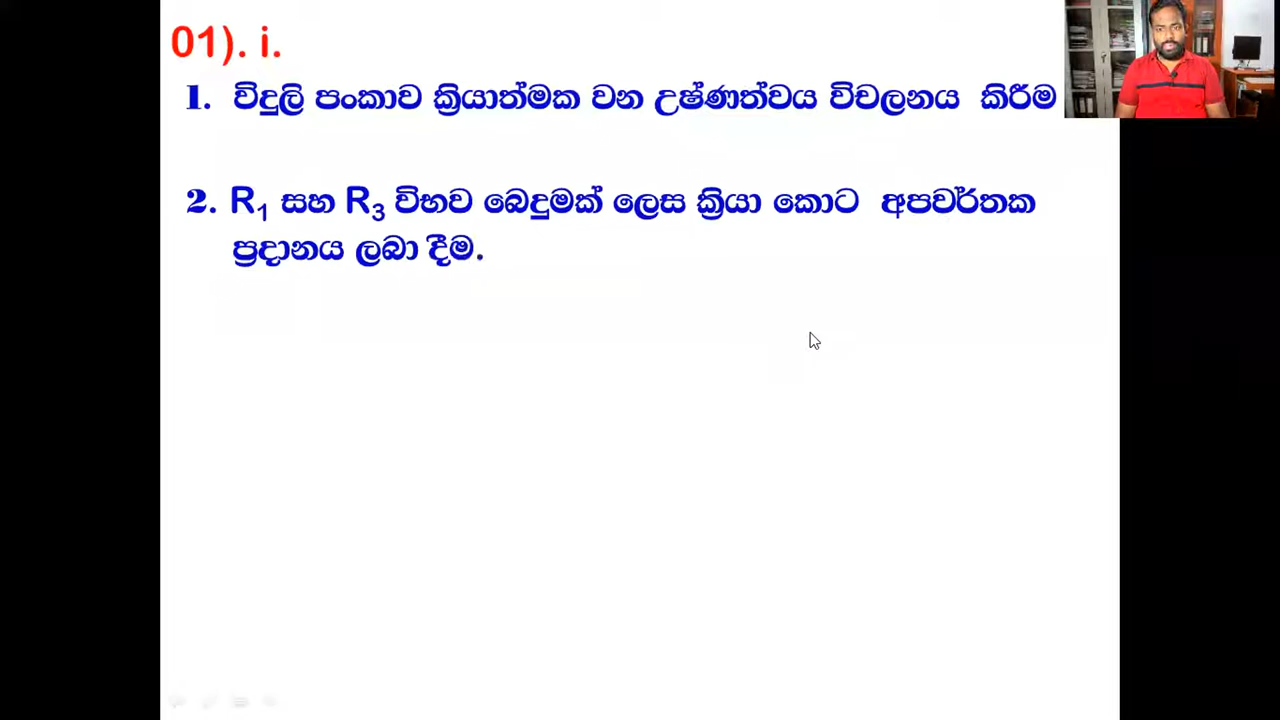 01). i.
1. විදුලි පංකාව ක්‍රියාත්මක වන උෂ්ණත්වය විචලනය කිරීම
2. R₁ සහ R₃ විභව බෙදුමක් ලෙස ක්‍රියා කොට අපවර්තක
ප්‍රදානය ලබා දීම.